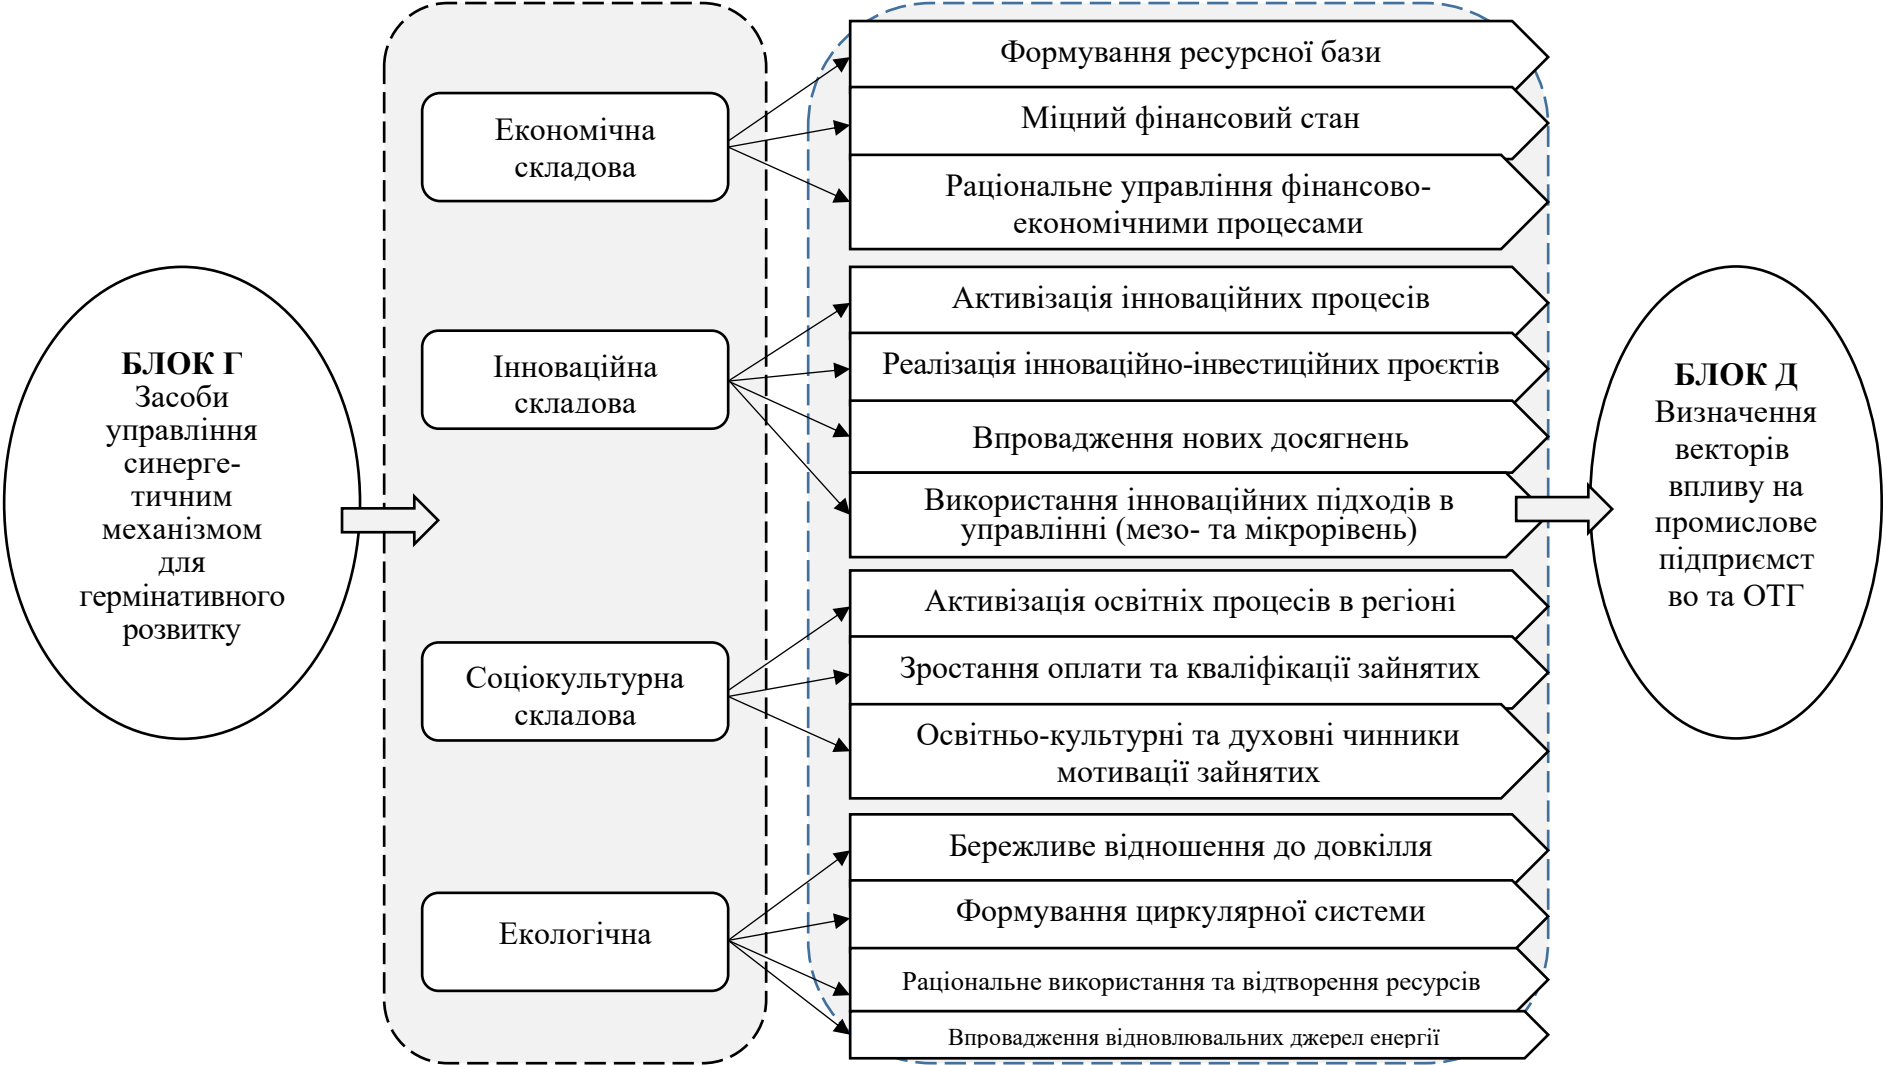 БЛОК Г
Засоби
управління
синерге-
тичним
механізмом
для
гермінативного
розвитку
Економічна
складова
Формування ресурсної бази
Міцний фінансовий стан
Раціональне управління фінансово-
економічними процесами
Інноваційна
складова
Активізація інноваційних процесів
Реалізація інноваційно-інвестиційних проєктів
Впровадження нових досягнень
Використання інноваційних підходів в
управлінні (мезо- та мікрорівень)
Соціокультурна
складова
Активізація освітніх процесів в регіоні
Зростання оплати та кваліфікації зайнятих
Освітньо-культурні та духовні чинники
мотивації зайнятих
Екологічна
Бережливе відношення до довкілля
Формування циркулярної системи
Раціональне використання та відтворення ресурсів
Впровадження відновлювальних джерел енергії
БЛОК Д
Визначення
векторів
впливу на
промислове
підприємст
во та ОТГ